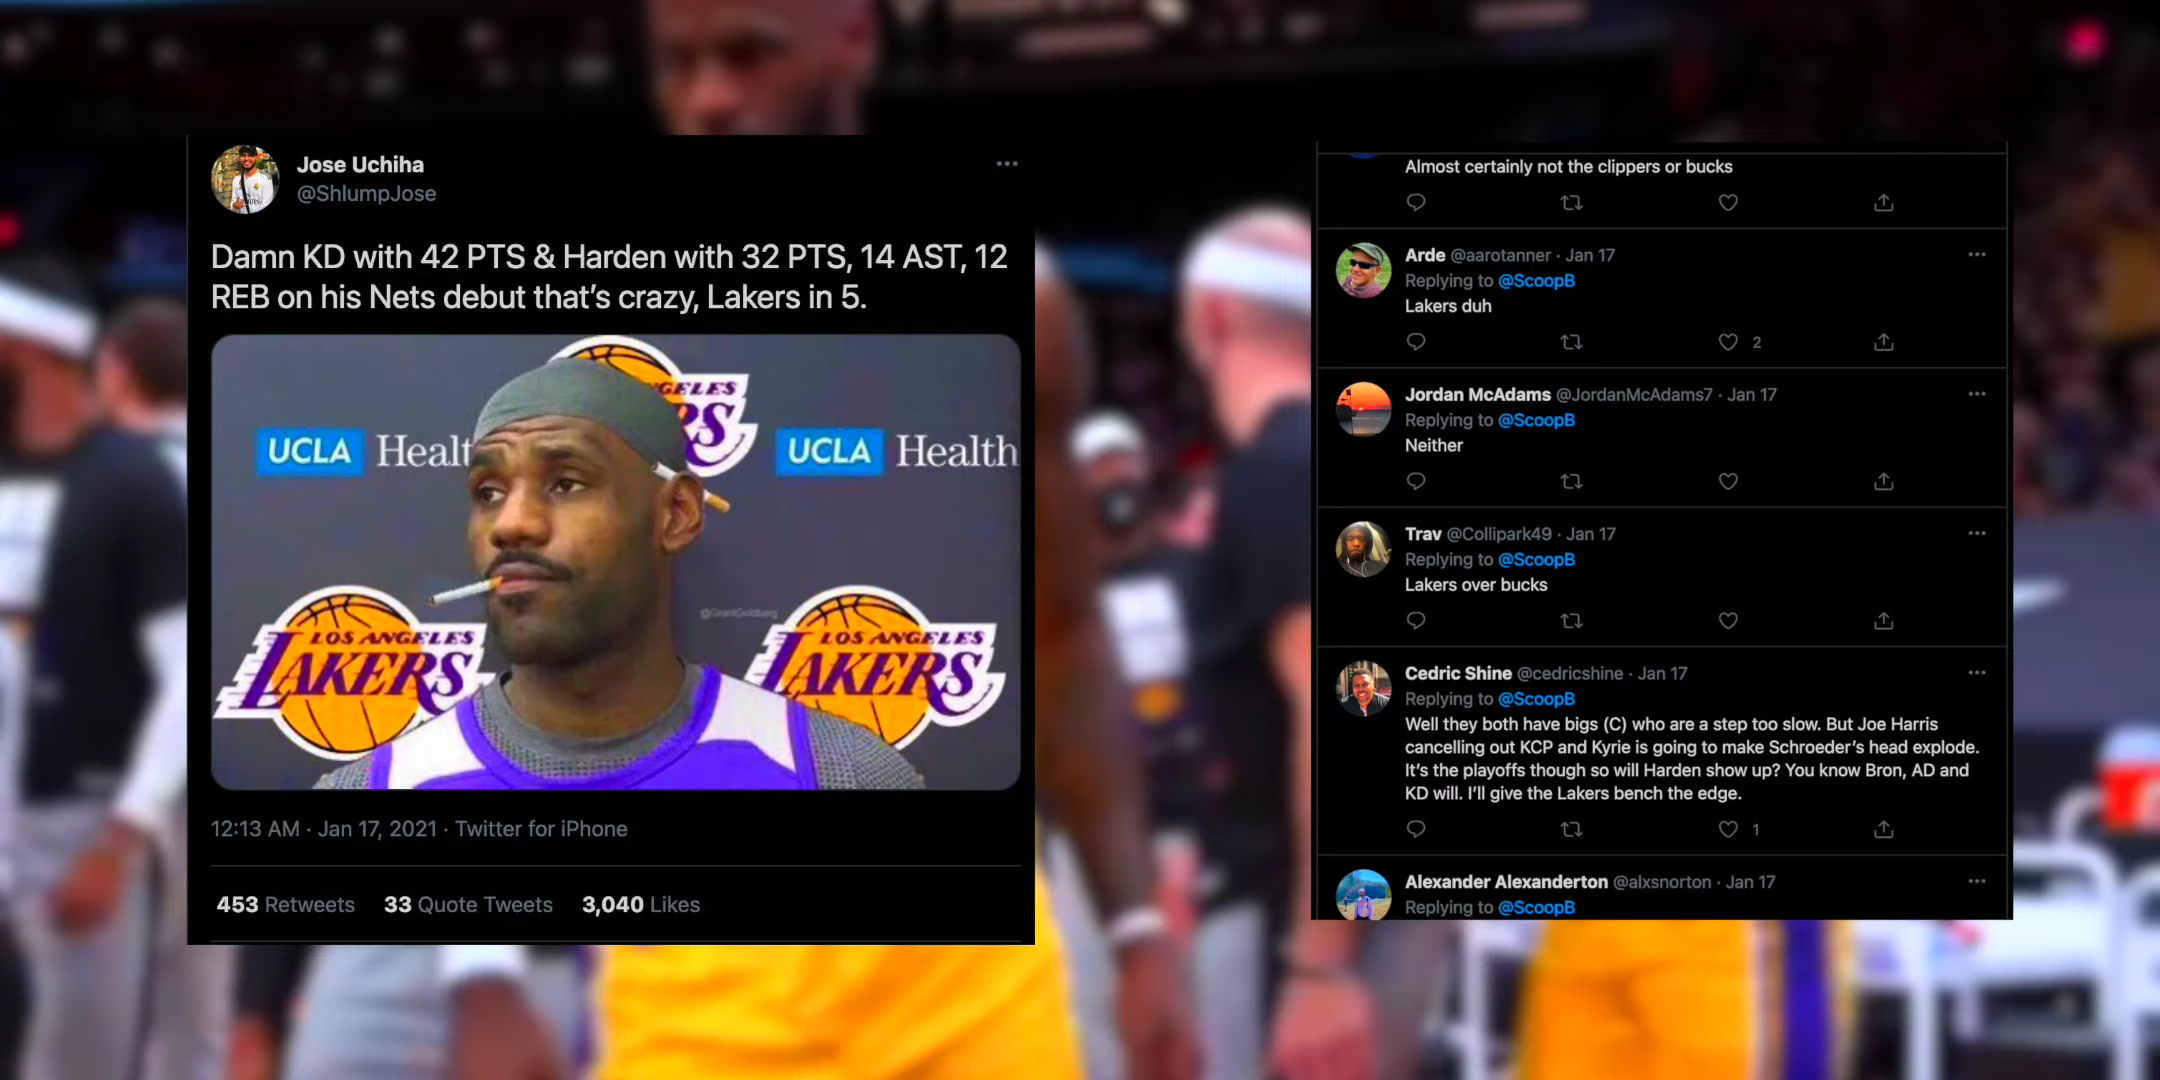 Jose Uchiha
@ShlumpJose
Damn KD with 42 PTS & Harden with 32 PTS, 14 AST, 12
REB on his Nets debut that's crazy, Lakers in 5.
GELES
RS
UCLA Healt
UCLA Health
@GrantGoldberg
LOS ANGELES
LAKERS
LOS ANGELES
LAKERS
12:13 AM · Jan 17, 2021 · Twitter for iPhone
453 Retweets 33 Quote Tweets 3,040 Likes
Almost certainly not the clippers or bucks
Arde @aarotanner · Jan 17
Replying to @ScoopB
Lakers duh
2
Jordan McAdams @JordanMcAdams7 · Jan 17
Replying to @ScoopB
Neither
Trav @Collipark49 · Jan 17
Replying to @ScoopB
Lakers over bucks
Cedric Shine @cedricshine · Jan 17
Replying to @ScoopB
Well they both have bigs (C) who are a step too slow. But Joe Harris
cancelling out KCP and Kyrie is going to make Schroeder's head explode.
It's the playoffs though so will Harden show up? You know Bron, AD and
KD will. I'll give the Lakers bench the edge.
1
Alexander Alexanderton @alxsnorton · Jan 17
Replying to @ScoopB